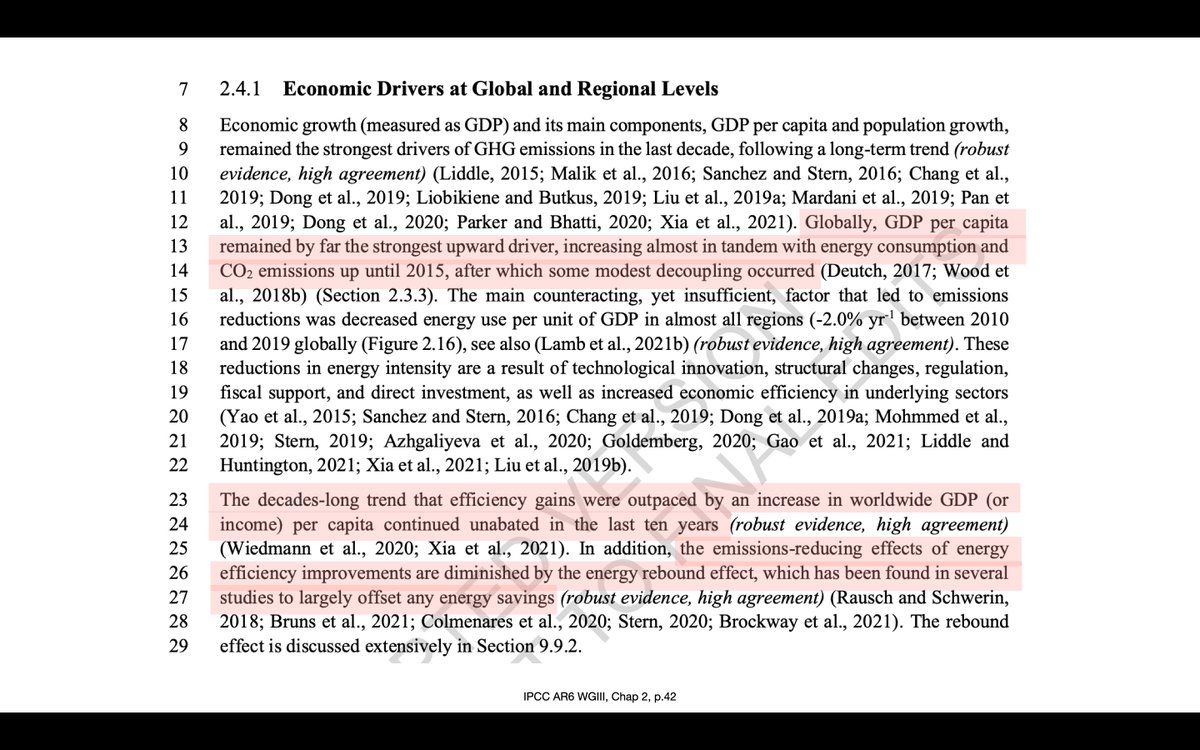 7 2.4.1 Economic Drivers at Global and Regional Levels
8 Economic growth (measured as GDP) and its main components, GDP per capita and population growth,
9 remained the strongest drivers of GHG emissions in the last decade, following a long-term trend (robust
10 evidence, high agreement) (Liddle, 2015; Malik et al., 2016; Sanchez and Stern, 2016; Chang et al.,
11 2019; Dong et al., 2019; Liobikiene and Butkus, 2019; Liu et al., 2019a; Mardani et al., 2019; Pan et
12 al., 2019; Dong et al., 2020; Parker and Bhatti, 2020; Xia et al., 2021). Globally, GDP per capita
13 remained by far the strongest upward driver, increasing almost in tandem with energy consumption and
14 CO₂ emissions up until 2015, after which some modest decoupling occurred (Deutch, 2017; Wood et
15 al., 2018b) (Section 2.3.3). The main counteracting, yet insufficient, factor that led to emissions
16 reductions was decreased energy use per unit of GDP in almost all regions (-2.0% yr⁻¹ between 2010
17 and 2019 globally (Figure 2.16), see also (Lamb et al., 2021b) (robust evidence, high agreement). These
18 reductions in energy intensity are a result of technological innovation, structural changes, regulation,
19 fiscal support, and direct investment, as well as increased economic efficiency in underlying sectors
20 (Yao et al., 2015; Sanchez and Stern, 2016; Chang et al., 2019; Dong et al., 2019a; Mohmmed et al.,
21 2019; Stern, 2019; Azhgaliyeva et al., 2020; Goldemberg, 2020; Gao et al., 2021; Liddle and
22 Huntington, 2021; Xia et al., 2021; Liu et al., 2019b).
23 The decades-long trend that efficiency gains were outpaced by an increase in worldwide GDP (or
24 income) per capita continued unabated in the last ten years (robust evidence, high agreement)
25 (Wiedmann et al., 2020; Xia et al., 2021). In addition, the emissions-reducing effects of energy
26 efficiency improvements are diminished by the energy rebound effect, which has been found in several
27 studies to largely offset any energy savings (robust evidence, high agreement) (Rausch and Schwerin,
28 2018; Bruns et al., 2021; Colmenares et al., 2020; Stern, 2020; Brockway et al., 2021). The rebound
29 effect is discussed extensively in Section 9.9.2.
VERSION
TO FINAL EDITS
IPCC AR6 WGIII, Chap 2, p.42